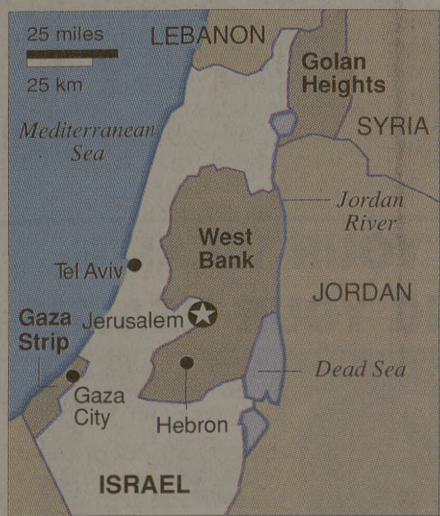 25 miles
25 km
LEBANON
Golan
Heights
SYRIA
Mediterranean
Sea
Jordan
River
West
Bank
Tel Aviv
JORDAN
Gaza
Strip
Jerusalem
Dead Sea
Gaza
City
Hebron
ISRAEL